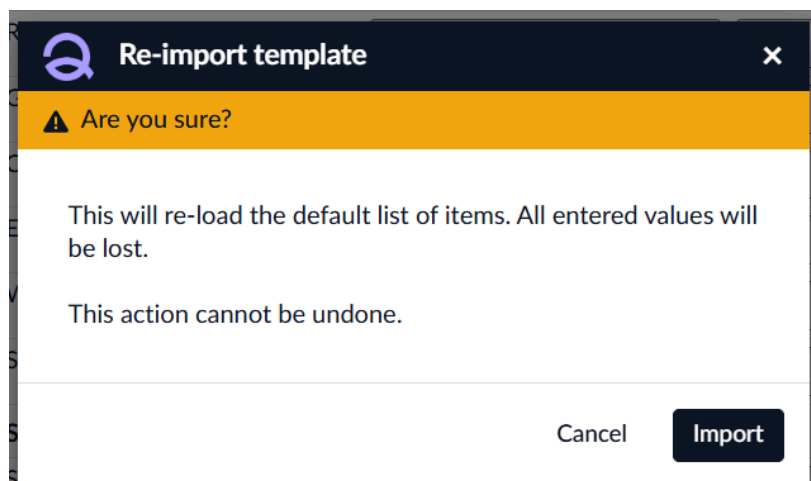 Re-import template
Are you sure?
This will re-load the default list of items. All entered values will
be lost.
This action cannot be undone.
Cancel
Import